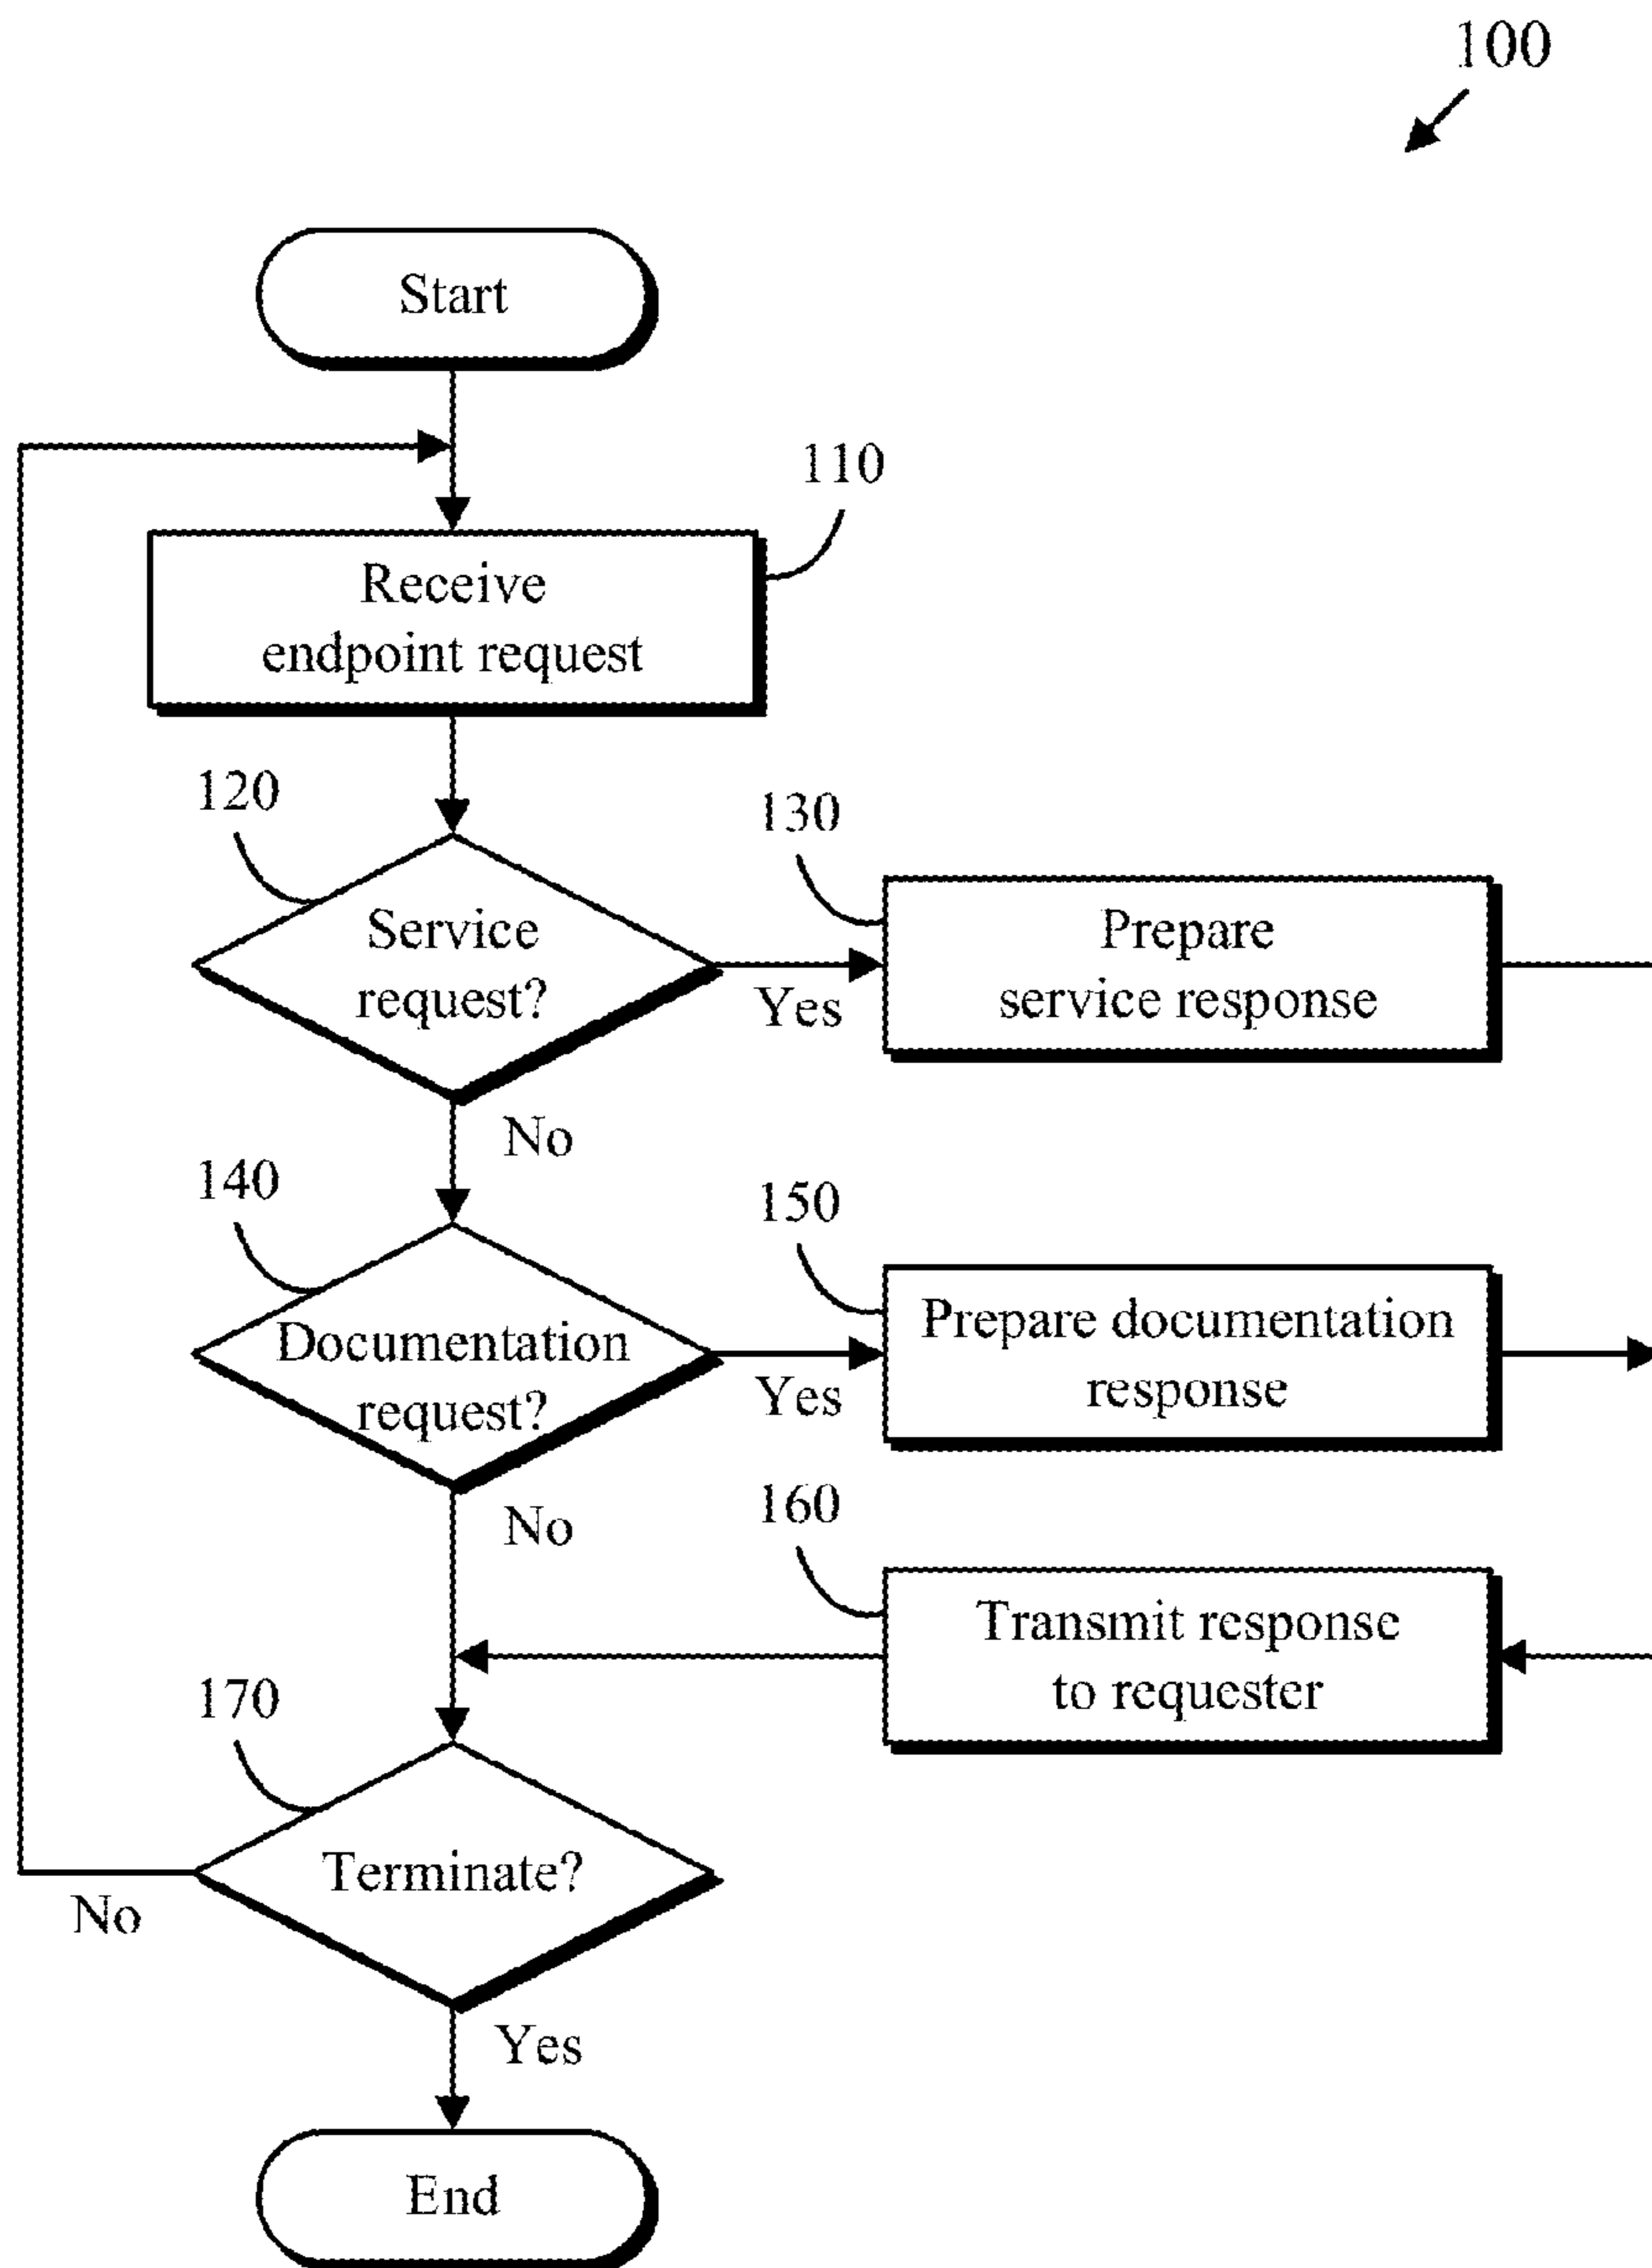 100
Start
110
Receive
endpoint request
120
130
Service
request?
Yes
Prepare
service response
No
140
150
Documentation
request?
Yes
Prepare documentation
response
No
160
Transmit response
to requester
170
Terminate?
No
Yes
End